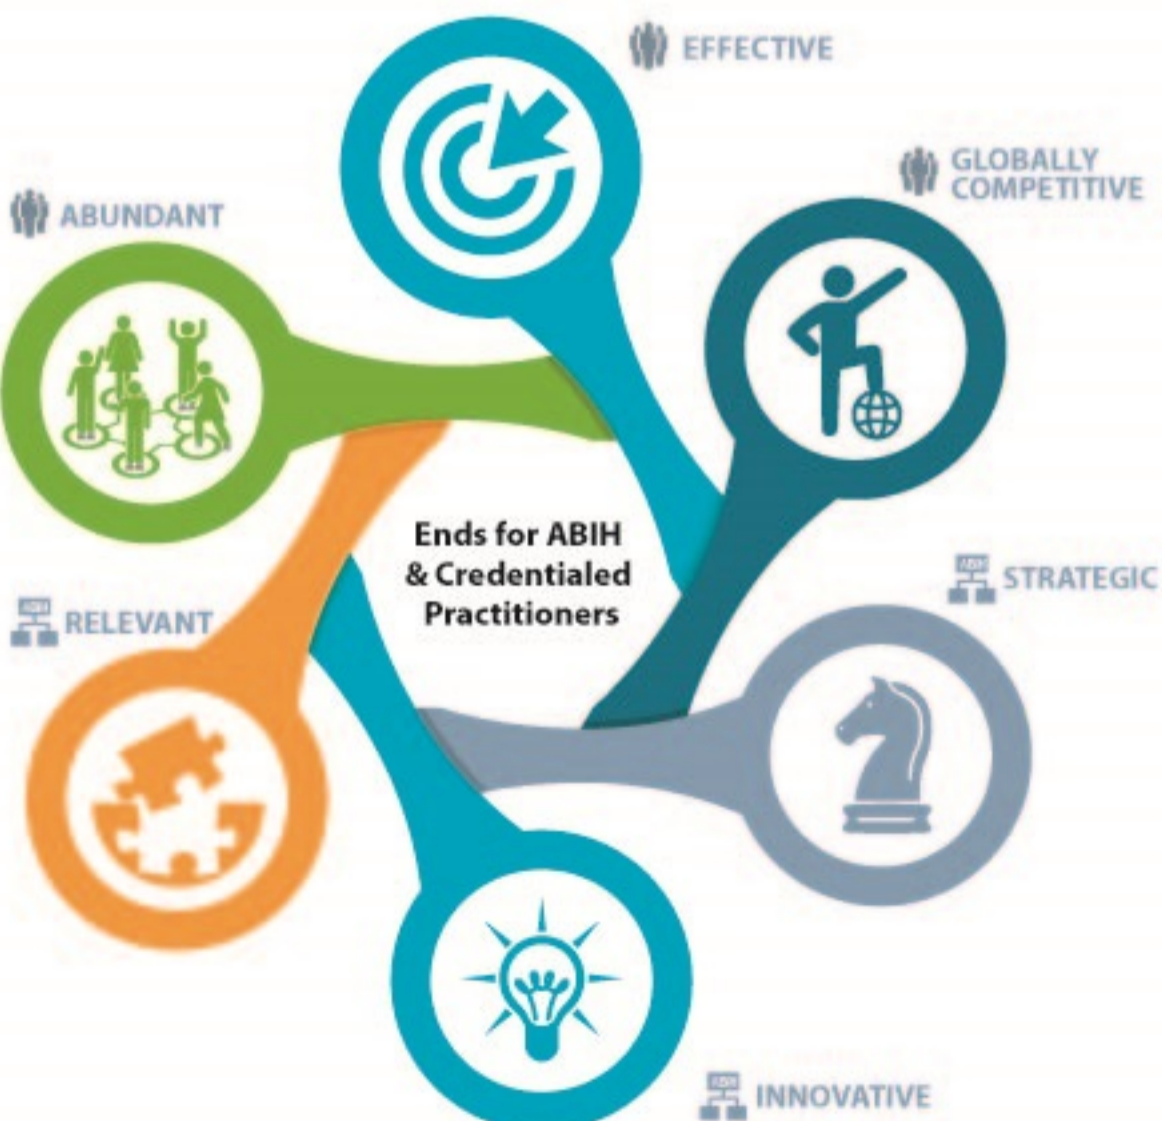 EFFECTIVE
GLOBALLY
COMPETITIVE
ABUNDANT
Ends for ABIH
& Credentialed
Practitioners
STRATEGIC
RELEVANT
INNOVATIVE